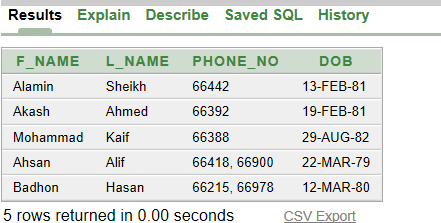 Results Explain Describe Saved SQL History
F_NAME L_NAME PHONE_NO DOB
Alamin Sheikh 66442 13-FEB-81
Akash Ahmed 66392 19-FEB-81
Mohammad Kaif 66388 29-AUG-82
Ahsan Alif 66418, 66900 22-MAR-79
Badhon Hasan 66215, 66978 12-MAR-80
5 rows returned in 0.00 seconds CSV Export